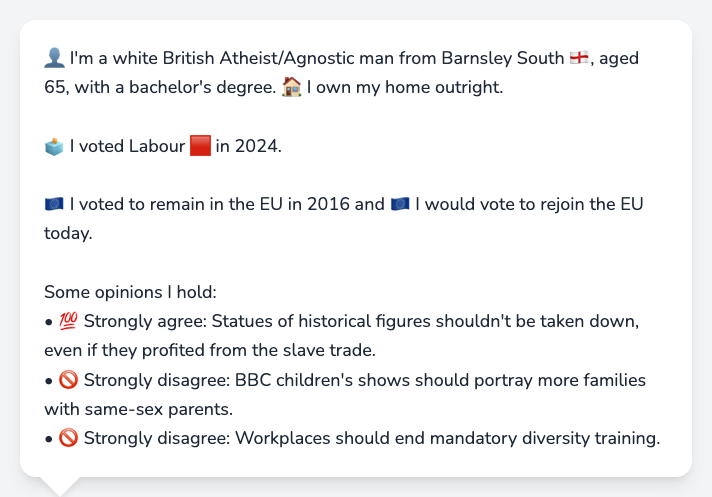 👤 I'm a white British Atheist/Agnostic man from Barnsley South 🏴󠁧󠁢󠁥󠁮󠁧󠁿, aged
65, with a bachelor's degree. 🏠 I own my home outright.
🗳️ I voted Labour 🟥 in 2024.
🇪🇺 I voted to remain in the EU in 2016 and 🇪🇺 I would vote to rejoin the EU
today.
Some opinions I hold:
• 💯 Strongly agree: Statues of historical figures shouldn't be taken down,
even if they profited from the slave trade.
• 🚫 Strongly disagree: BBC children's shows should portray more families
with same-sex parents.
• 🚫 Strongly disagree: Workplaces should end mandatory diversity training.